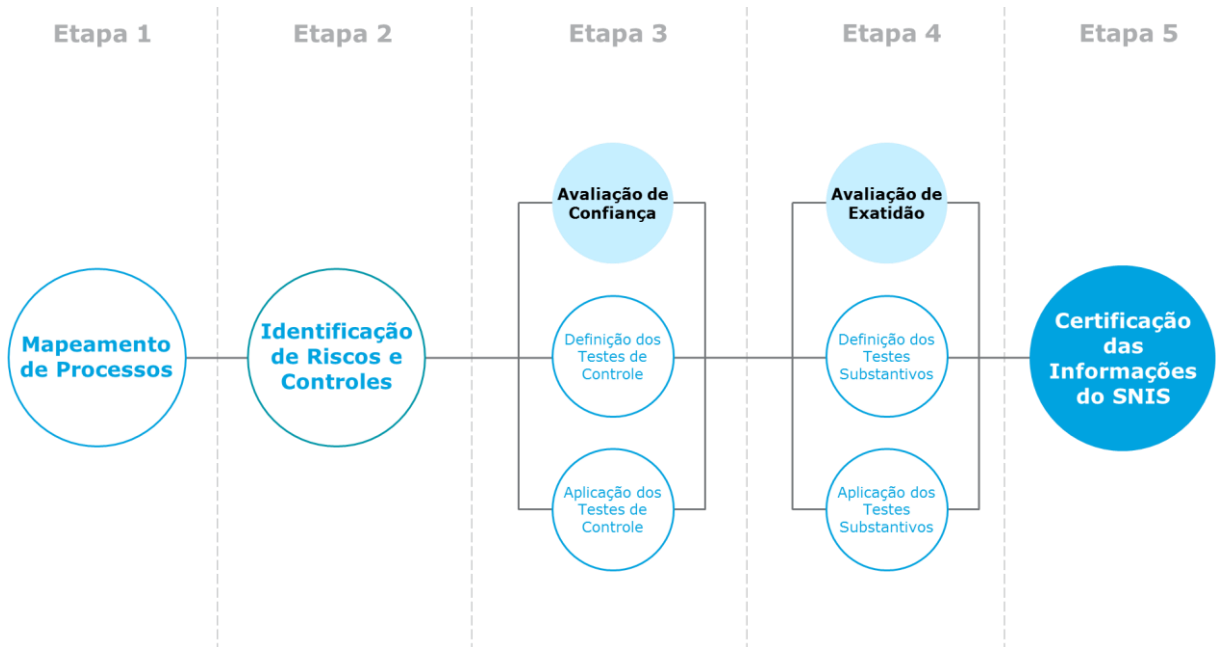 Etapa 1
Etapa 2
Etapa 3
Etapa 4
Etapa 5
Mapeamento
de Processos
Identificação
de Riscos e
Controles
Avaliação de
Confiança
Definição dos
Testes de
Controle
Aplicação dos
Testes de
Controle
Avaliação de
Exatidão
Definição dos
Testes
Substantivos
Aplicação dos
Testes
Substantivos
Certificação
das
Informações
do SNIS